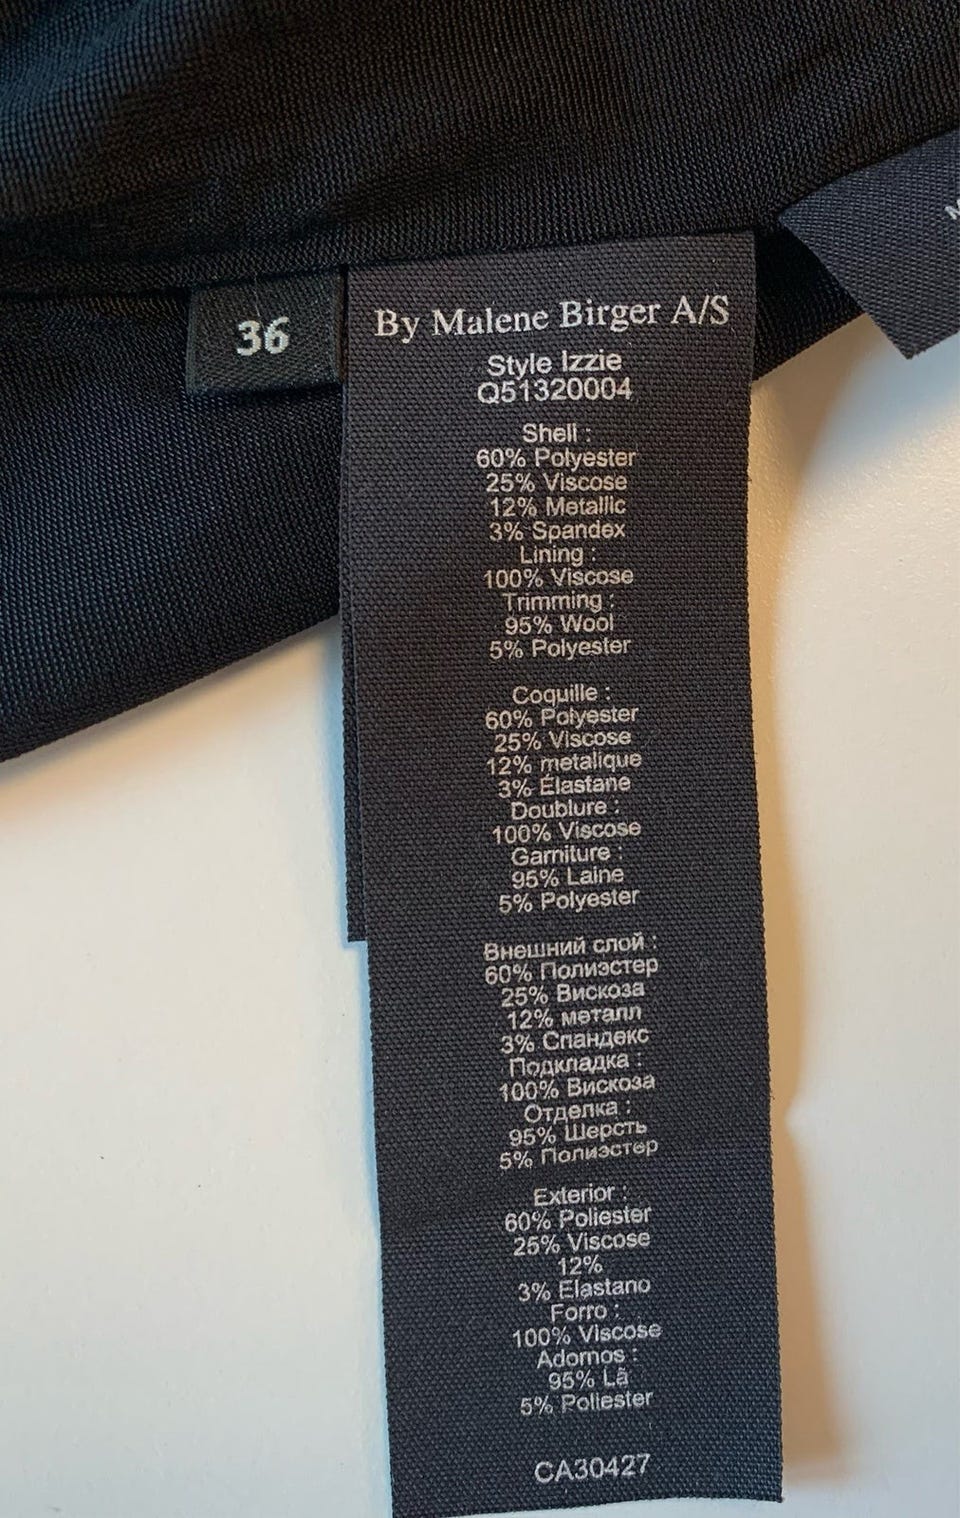 36
By Malene Birger A/S
Style Izzie
Q51320004
Shell :
60% Polyester
25% Viscose
12% Metallic
3% Spandex
Lining :
100% Viscose
Trimming :
95% Wool
5% Polyester
Coquille :
60% Polyester
25% Viscose
12% metalique
3% Élastane
Doublure :
100% Viscose
Garniture :
95% Laine
5% Polyester
Внешний слой :
60% Полиэстер
25% Вискоза
12% металл
3% Спандекс
Подкладка :
100% Вискоза
Отделка :
95% Шерсть
5% Полиэстер
Exterior :
60% Poliester
25% Viscose
12%
3% Elastano
Forro :
100% Viscose
Adornos :
95% Lã
5% Poliester
CA30427